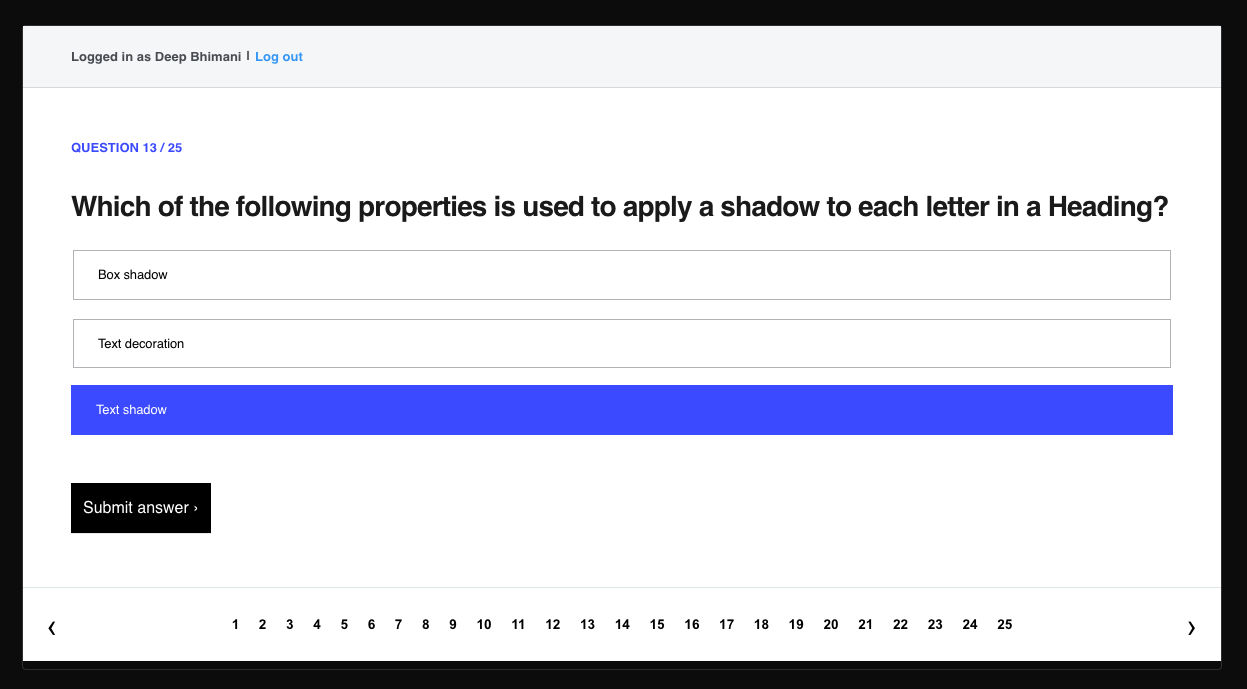 Logged in as Deep Bhimani | Log out
QUESTION 13 / 25
Which of the following properties is used to apply a shadow to each letter in a Heading?
Box shadow
Text decoration
Text shadow
Submit answer ›
‹ 1 2 3 4 5 6 7 8 9 10 11 12 13 14 15 16 17 18 19 20 21 22 23 24 25 ›